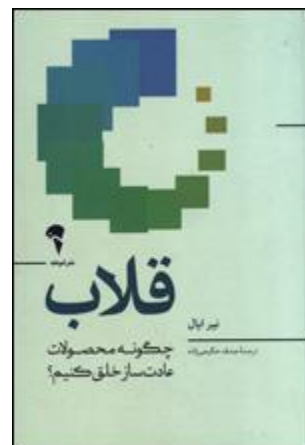 قلاب
نیر ایال
چگونه محصولات
عادت‌ساز خلق کنیم؟